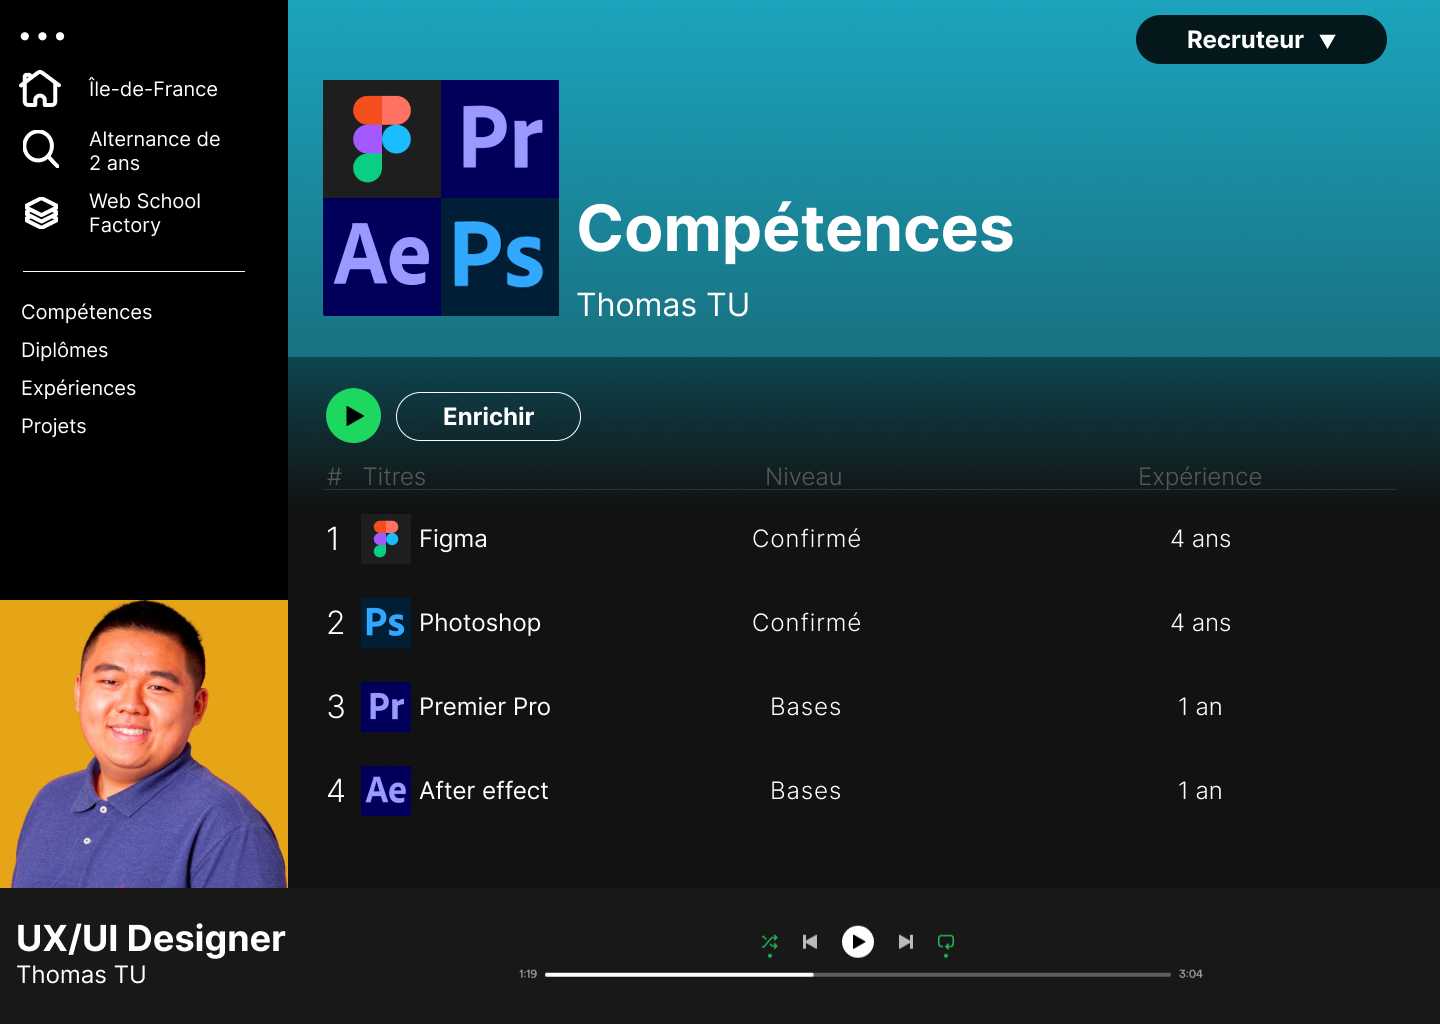 Île-de-France
Alternance de
2 ans
Web School
Factory
Compétences
Diplômes
Expériences
Projets
Recruteur ▼
Pr
Ae Ps
Compétences
Thomas TU
Enrichir
# Titres Niveau Expérience
1 Figma Confirmé 4 ans
2 Ps Photoshop Confirmé 4 ans
3 Pr Premier Pro Bases 1 an
4 Ae After effect Bases 1 an
UX/UI Designer
Thomas TU
1:19 3:04